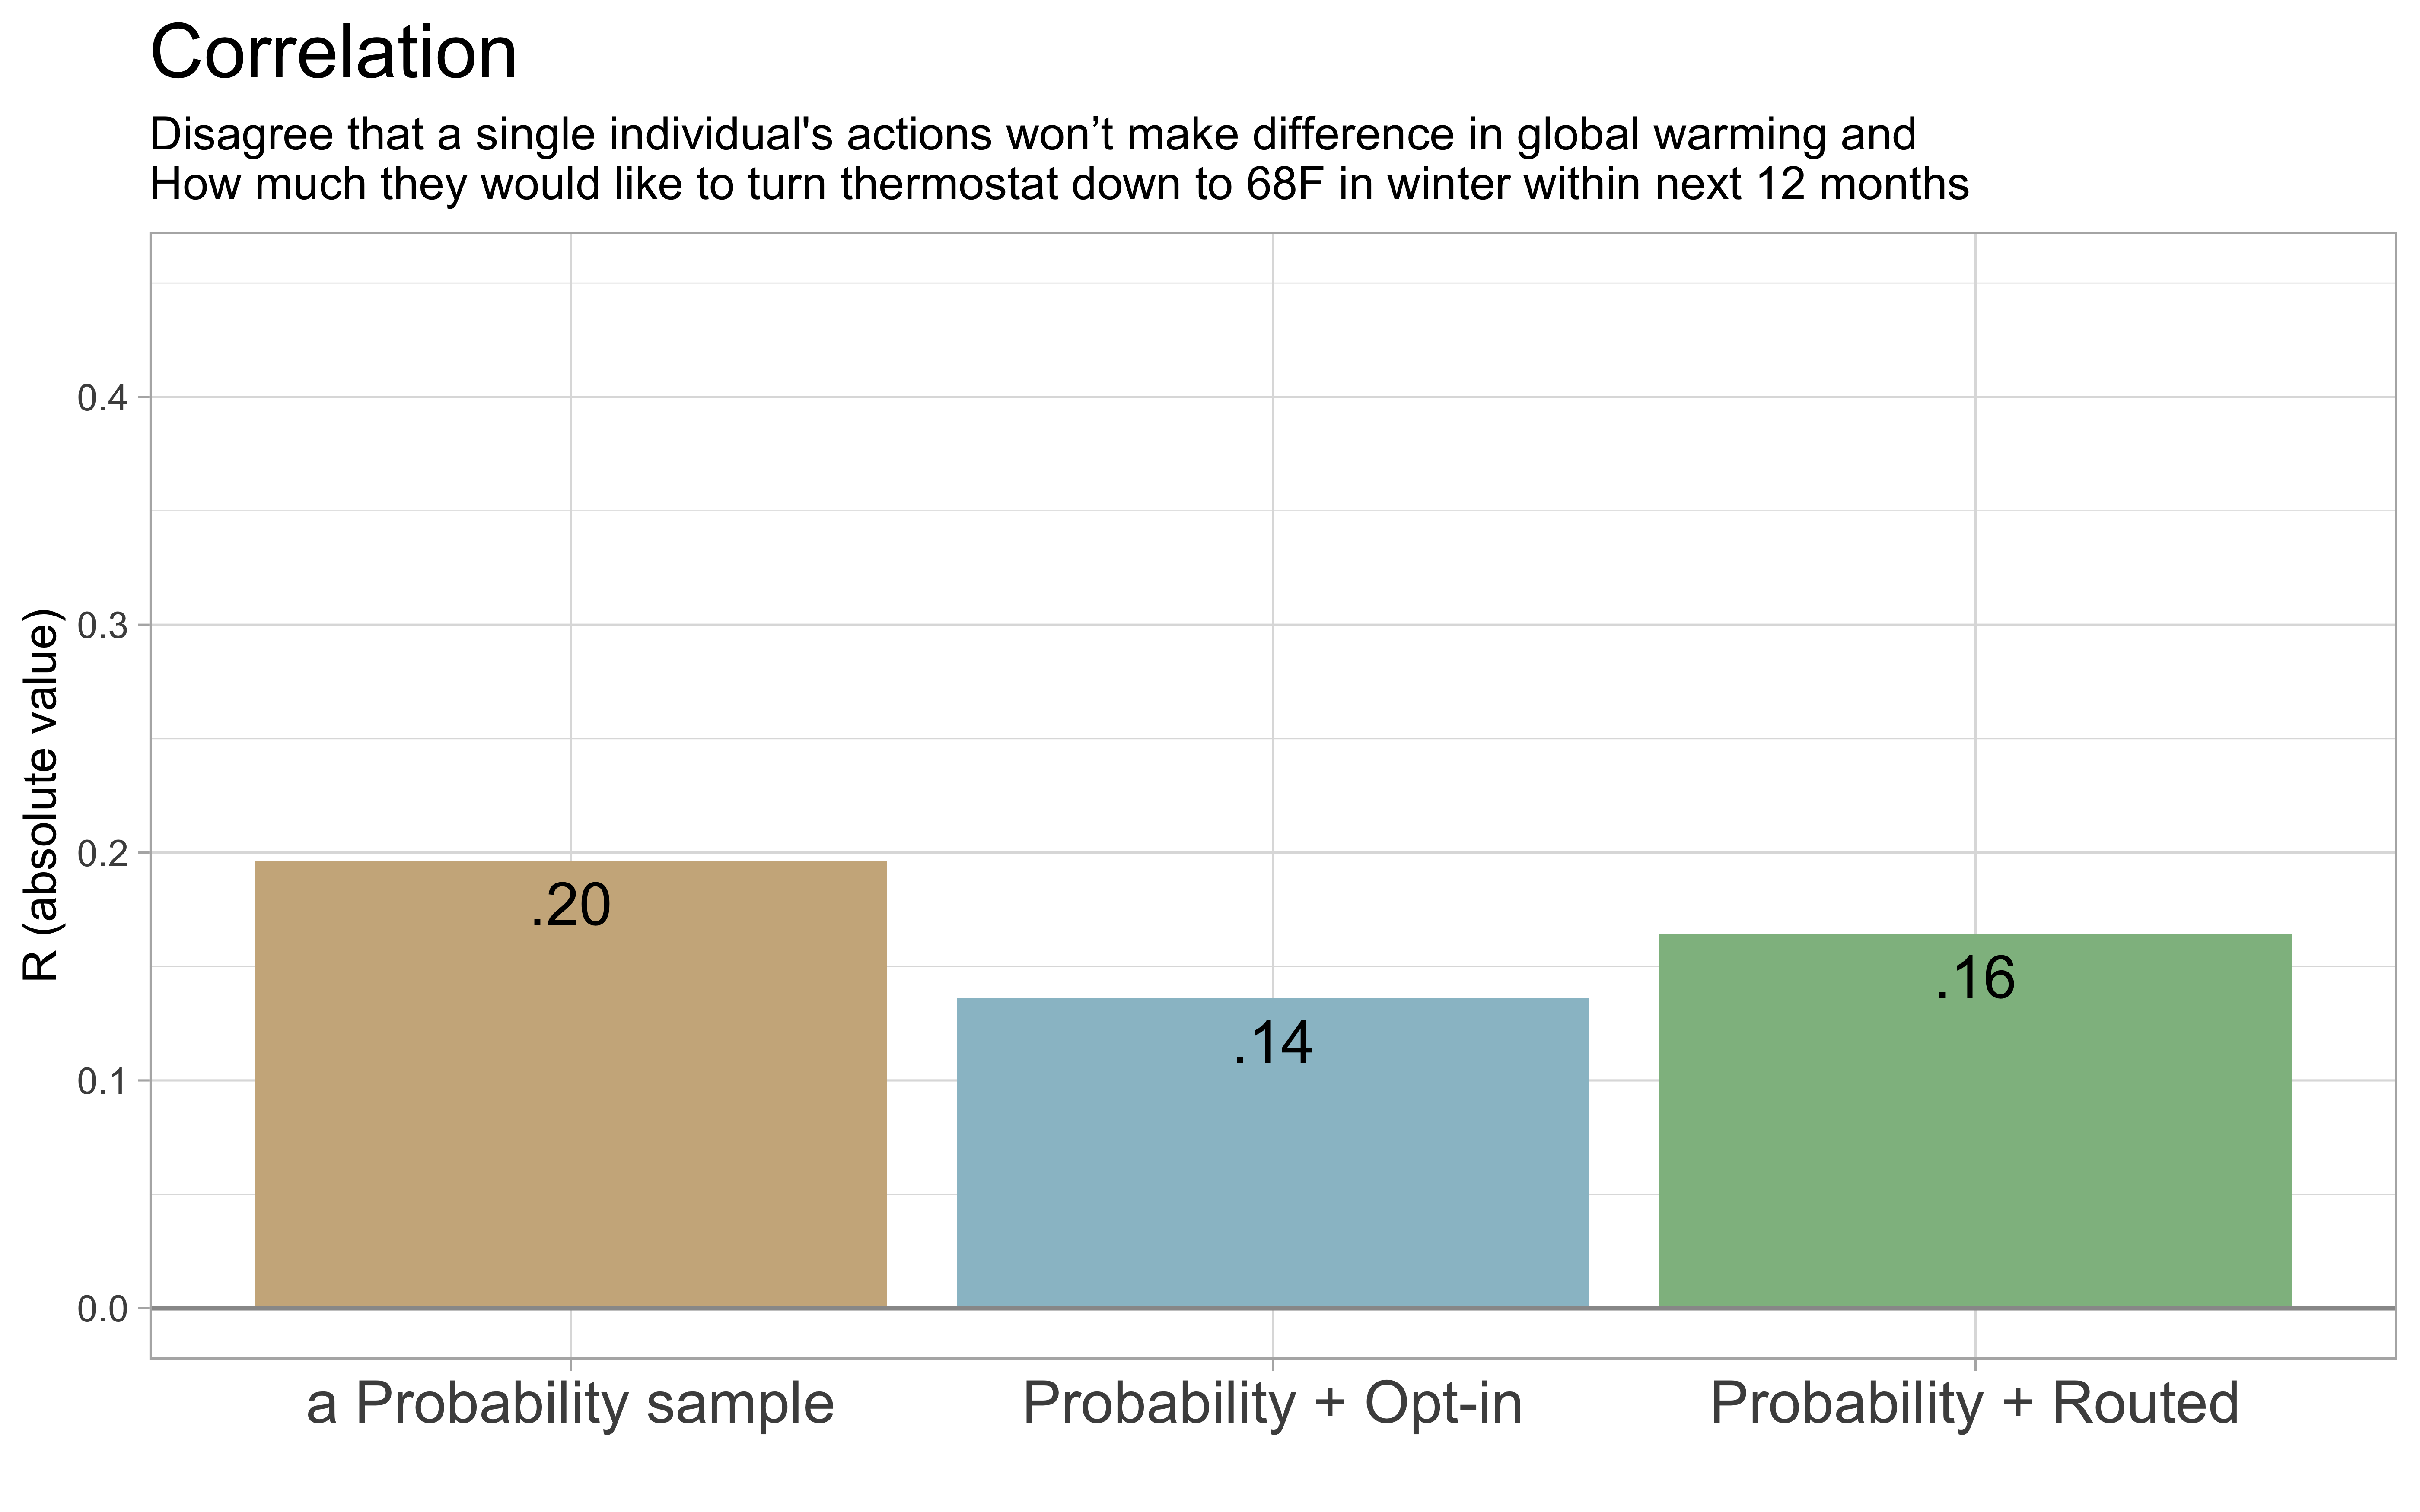 Correlation
Disagree that a single individual's actions won’t make difference in global warming and
How much they would like to turn thermostat down to 68F in winter within next 12 months
R (absolute value)
0.4
0.3
0.2
0.1
0.0
.20
.14
.16
a Probability sample
Probability + Opt-in
Probability + Routed